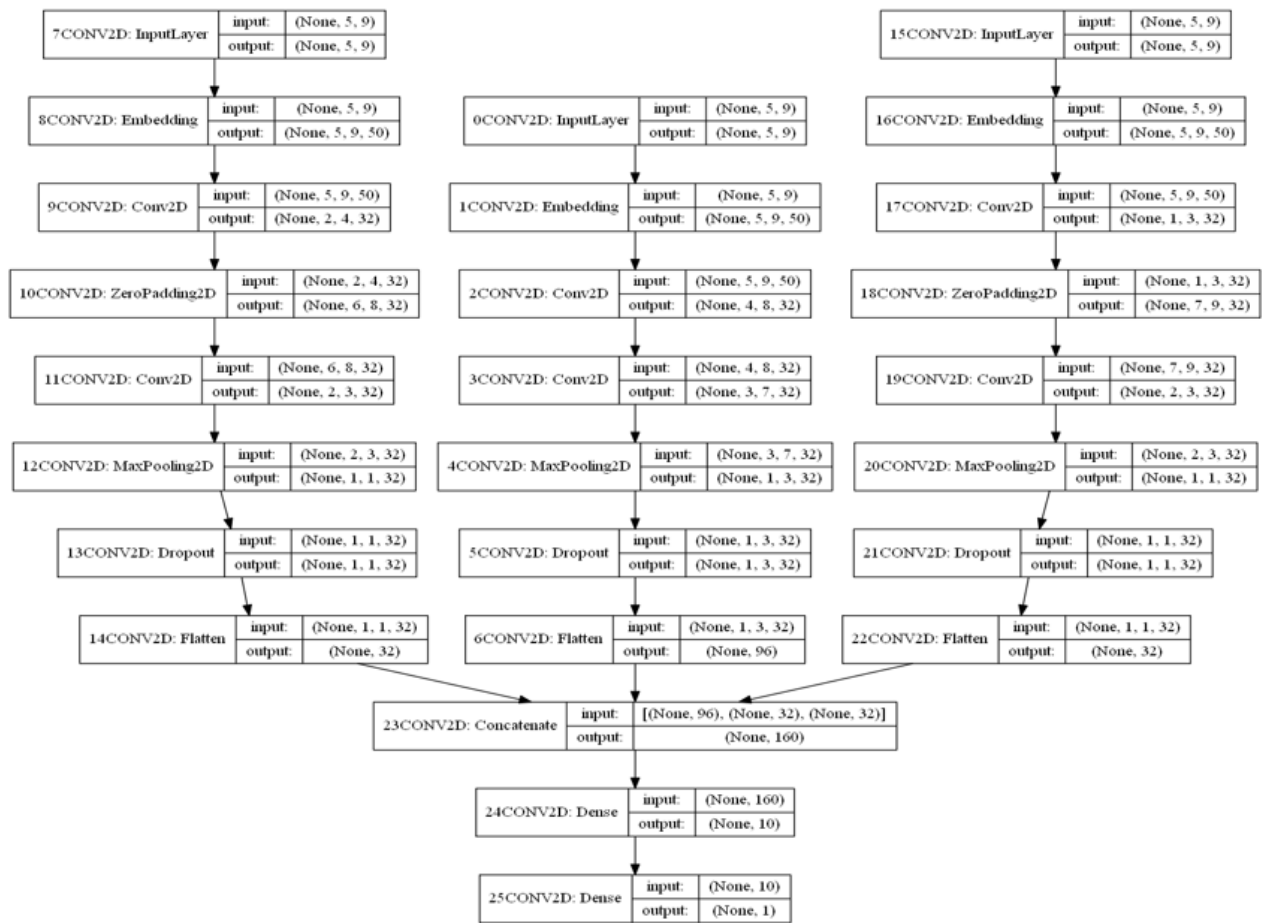 7CONV2D: InputLayer
input: (None, 5, 9)
output: (None, 5, 9)
15CONV2D: InputLayer
input: (None, 5, 9)
output: (None, 5, 9)
8CONV2D: Embedding
input: (None, 5, 9)
output: (None, 5, 9, 50)
0CONV2D: InputLayer
input: (None, 5, 9)
output: (None, 5, 9)
16CONV2D: Embedding
input: (None, 5, 9)
output: (None, 5, 9, 50)
9CONV2D: Conv2D
input: (None, 5, 9, 50)
output: (None, 2, 4, 32)
1CONV2D: Embedding
input: (None, 5, 9)
output: (None, 5, 9, 50)
17CONV2D: Conv2D
input: (None, 5, 9, 50)
output: (None, 1, 3, 32)
10CONV2D: ZeroPadding2D
input: (None, 2, 4, 32)
output: (None, 6, 8, 32)
2CONV2D: Conv2D
input: (None, 5, 9, 50)
output: (None, 4, 8, 32)
18CONV2D: ZeroPadding2D
input: (None, 1, 3, 32)
output: (None, 7, 9, 32)
11CONV2D: Conv2D
input: (None, 6, 8, 32)
output: (None, 2, 3, 32)
3CONV2D: Conv2D
input: (None, 4, 8, 32)
output: (None, 3, 7, 32)
19CONV2D: Conv2D
input: (None, 7, 9, 32)
output: (None, 2, 3, 32)
12CONV2D: MaxPooling2D
input: (None, 2, 3, 32)
output: (None, 1, 1, 32)
4CONV2D: MaxPooling2D
input: (None, 3, 7, 32)
output: (None, 1, 3, 32)
20CONV2D: MaxPooling2D
input: (None, 2, 3, 32)
output: (None, 1, 1, 32)
13CONV2D: Dropout
input: (None, 1, 1, 32)
output: (None, 1, 1, 32)
5CONV2D: Dropout
input: (None, 1, 3, 32)
output: (None, 1, 3, 32)
21CONV2D: Dropout
input: (None, 1, 1, 32)
output: (None, 1, 1, 32)
14CONV2D: Flatten
input: (None, 1, 1, 32)
output: (None, 32)
6CONV2D: Flatten
input: (None, 1, 3, 32)
output: (None, 96)
22CONV2D: Flatten
input: (None, 1, 1, 32)
output: (None, 32)
23CONV2D: Concatenate
input: [(None, 96), (None, 32), (None, 32)]
output: (None, 160)
24CONV2D: Dense
input: (None, 160)
output: (None, 10)
25CONV2D: Dense
input: (None, 10)
output: (None, 1)